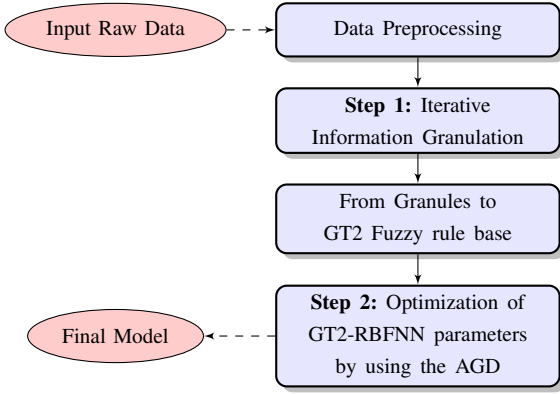 Input Raw Data
Data Preprocessing
Step 1: Iterative
Information Granulation
From Granules to
GT2 Fuzzy rule base
Step 2: Optimization of
GT2-RBFNN parameters
by using the AGD
Final Model